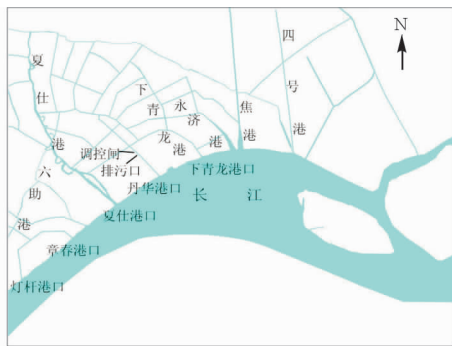 N
夏仕港
四号港
下青龙港
永济港
焦港
六助港
调控闸
排污口
下青龙港口
丹华港口
长江
夏仕港口
章春港口
灯杆港口